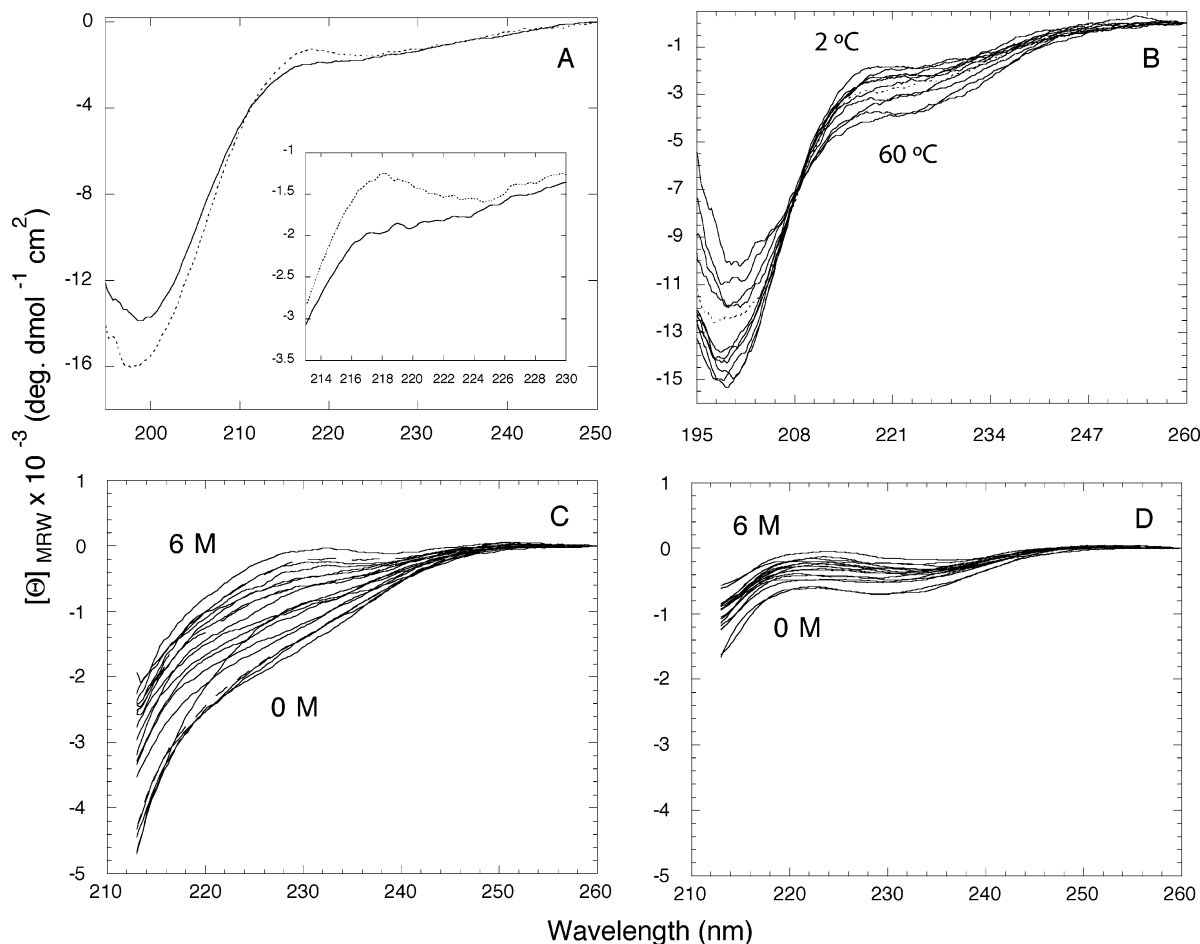 A
0
-4
-8
-12
-16
200 210 220 230 240 250
-1
-1.5
-2
-2.5
-3
-3.5
214 216 218 220 222 224 226 228 230
B
2 ºC
60 ºC
-1
-3
-5
-7
-9
-11
-13
-15
195 208 221 234 247 260
C
6 M
0 M
1
0
-1
-2
-3
-4
-5
210 220 230 240 250 260
D
6 M
0 M
1
0
-1
-2
-3
-4
-5
210 220 230 240 250 260
[Θ] MRW x 10 -3 (deg. dmol -1 cm 2)
Wavelength (nm)